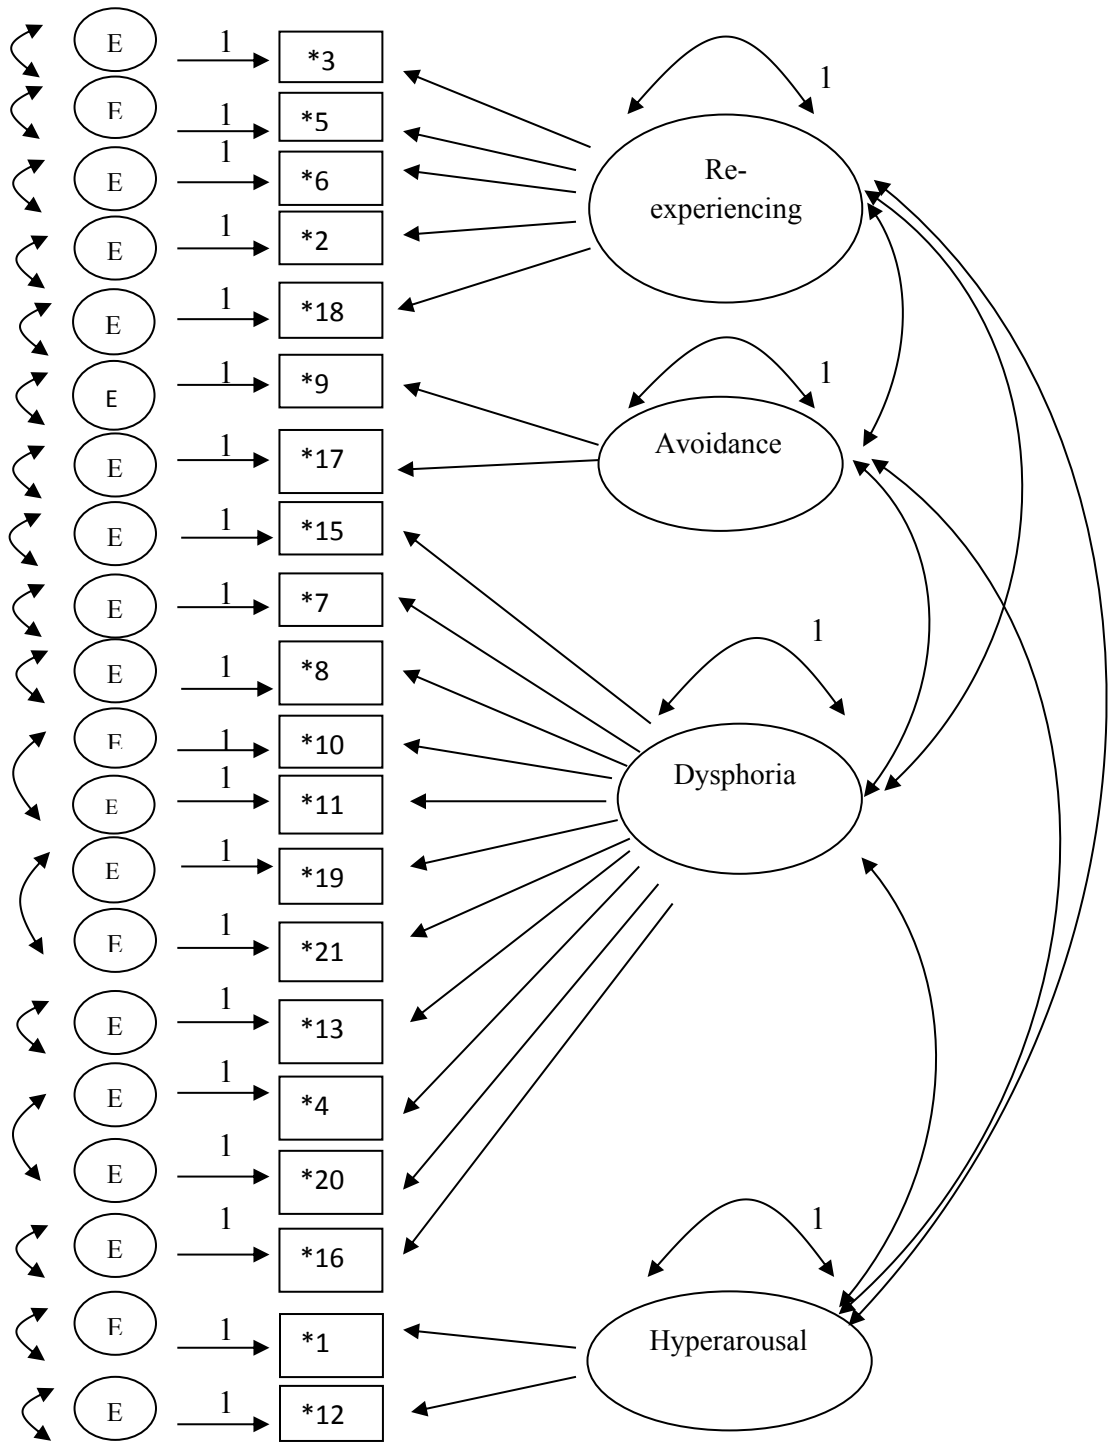 E 1 *3
1
E 1 *5
Re-
experiencing
E 1 *6
E 1 *2
E 1 *18
E 1 *9
1
Avoidance
E 1 *17
E 1 *15
E 1 *7
1
E 1 *8
E 1 *10
Dysphoria
E 1 *11
E 1 *19
E 1 *21
E 1 *13
E 1 *4
E 1 *20
E 1 *16
1
E 1 *1
Hyperarousal
E 1 *12